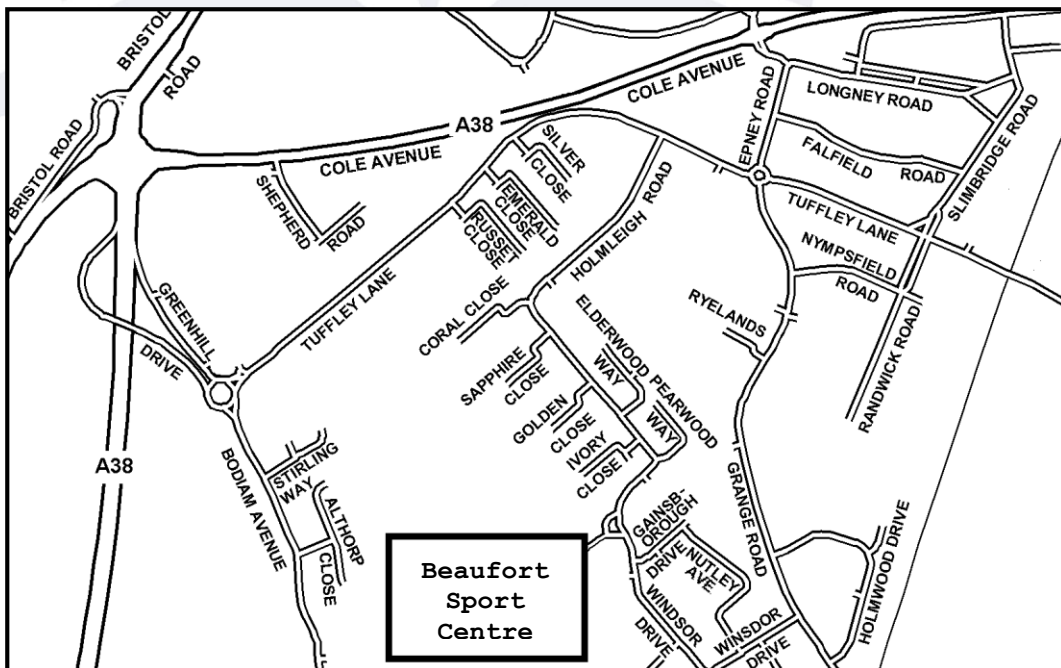 BRISTOL
ROAD
BRISTOL ROAD
COLE AVENUE
A38
COLE AVENUE
EPNEY ROAD
LONGNEY ROAD
FALFIELD
ROAD
SLIMBRIDGE ROAD
SILVER
CLOSE
EMERALD
CLOSE
RUSSET
CLOSE
SHEPHERD
ROAD
HOLMLEIGH ROAD
TUFFLEY LANE
NYMPSFIELD
ROAD
RANDWICK ROAD
GREENHILL
DRIVE
TUFFLEY LANE
CORAL CLOSE
SAPPHIRE
CLOSE
GOLDEN
CLOSE
IVORY
CLOSE
ELDERWOOD
WAY
PEARWOOD
WAY
RYELANDS
A38
BODIAM AVENUE
STIRLING
WAY
ALTHORP
CLOSE
GAINSB-
OROUGH
DRIVE
NUTLEY
AVE
GRANGE ROAD
HOLMWOOD DRIVE
WINDSOR
DRIVE
WINSDOR
DRIVE
Beaufort
Sport
Centre